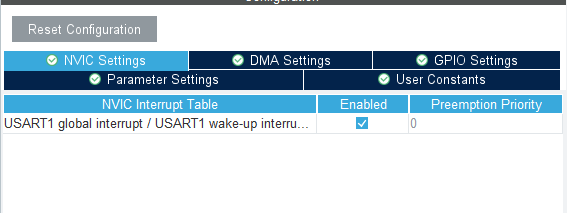 Configuration
Reset Configuration
NVIC Settings DMA Settings GPIO Settings
Parameter Settings User Constants
NVIC Interrupt Table Enabled Preemption Priority
USART1 global interrupt / USART1 wake-up interru... 0